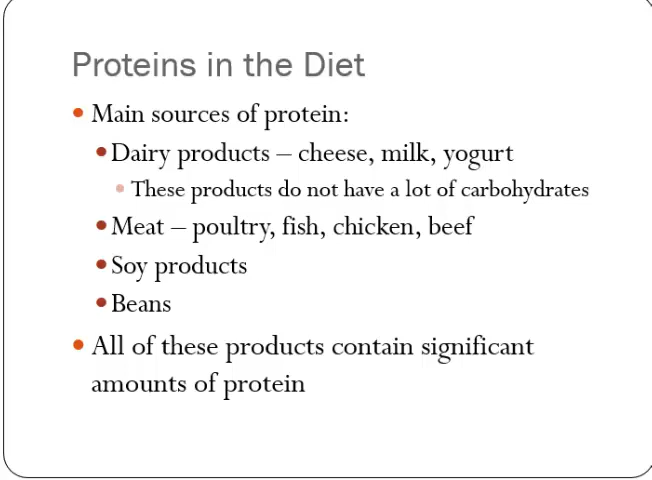 Proteins in the Diet
Main sources of protein:
Dairy products – cheese, milk, yogurt
These products do not have a lot of carbohydrates
Meat – poultry, fish, chicken, beef
Soy products
Beans
All of these products contain significant
amounts of protein